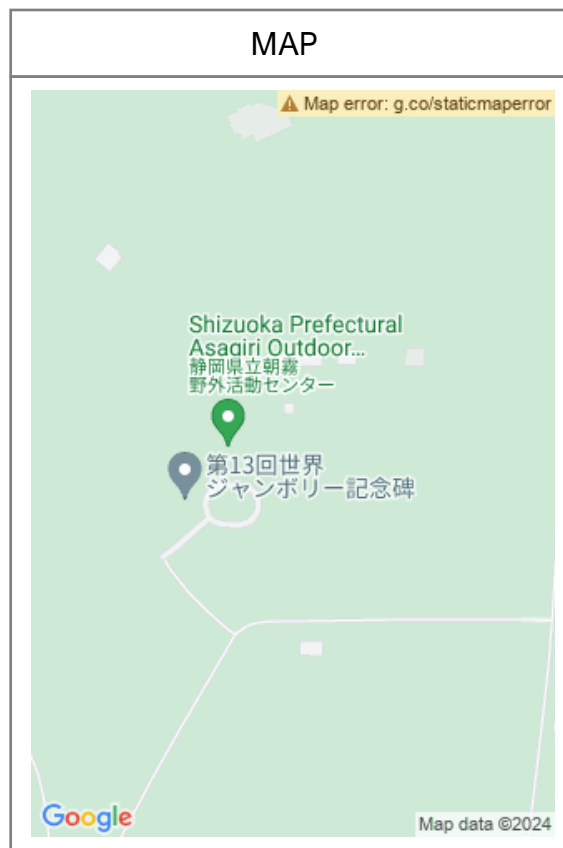 MAP
Map error: g.co/staticmaperror
Shizuoka Prefectural
Asagiri Outdoor...
静岡県立朝霧
野外活動センター
第13回世界
ジャンボリー記念碑
Google
Map data ©2024